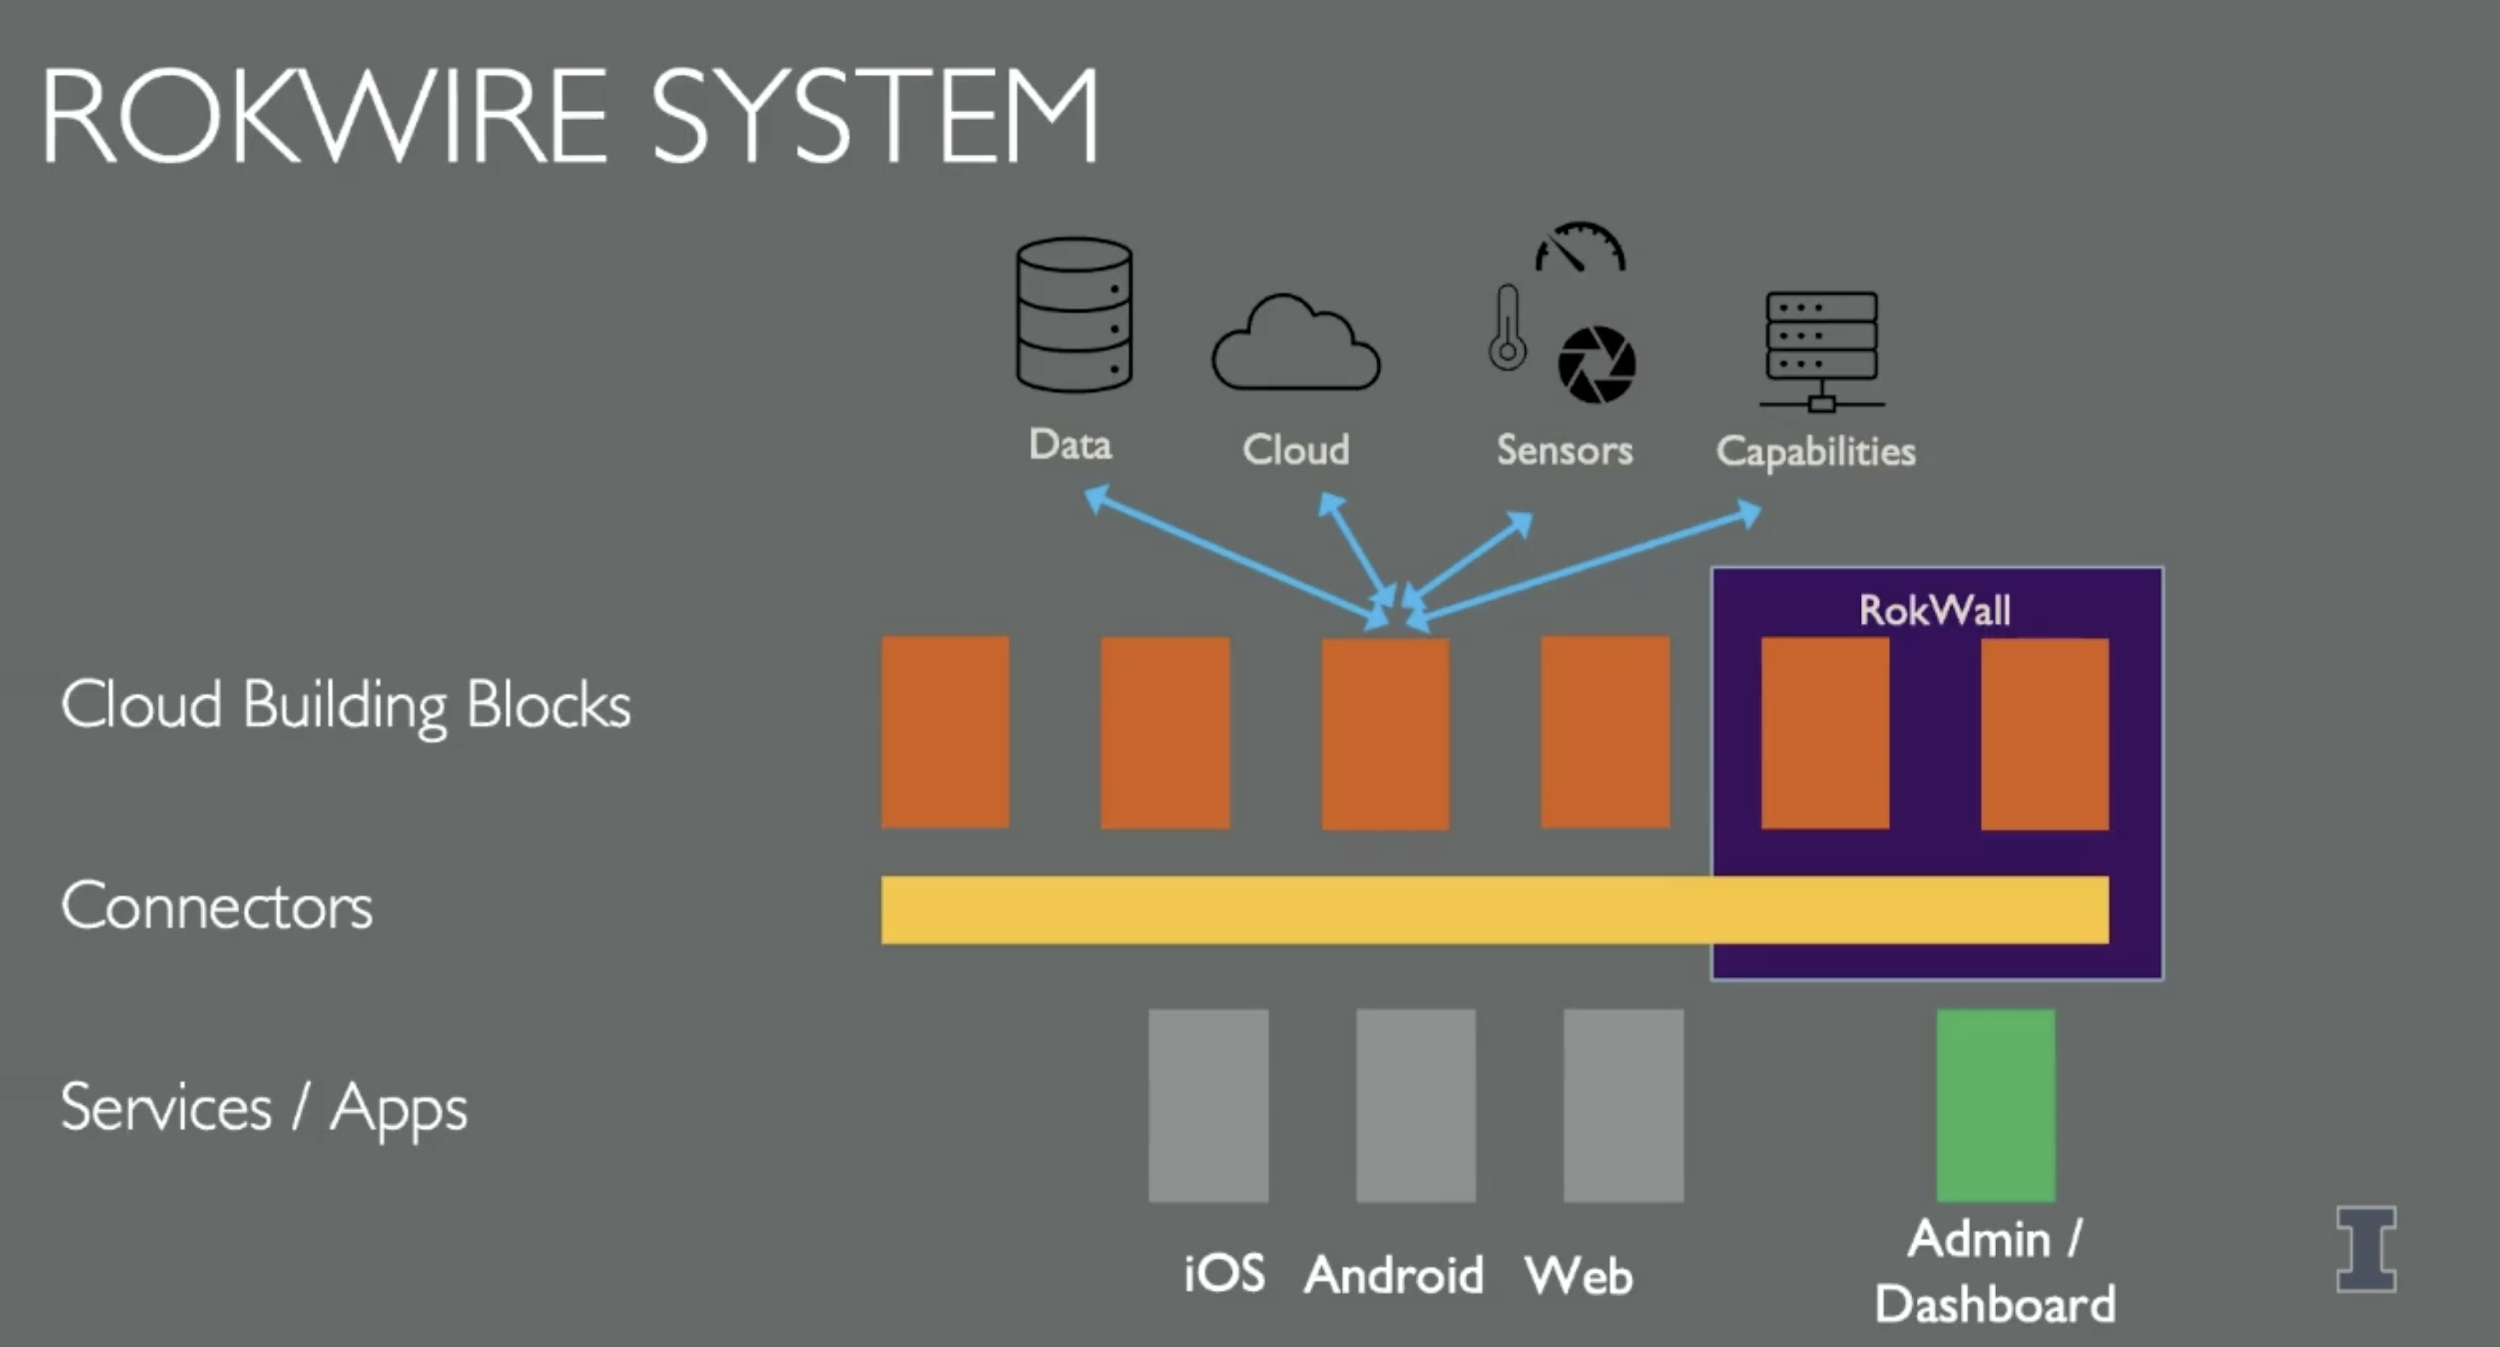 ROKWIRE SYSTEM
Data Cloud Sensors Capabilities
RokWall
Cloud Building Blocks
Connectors
Services / Apps
iOS Android Web
Admin /
Dashboard
I